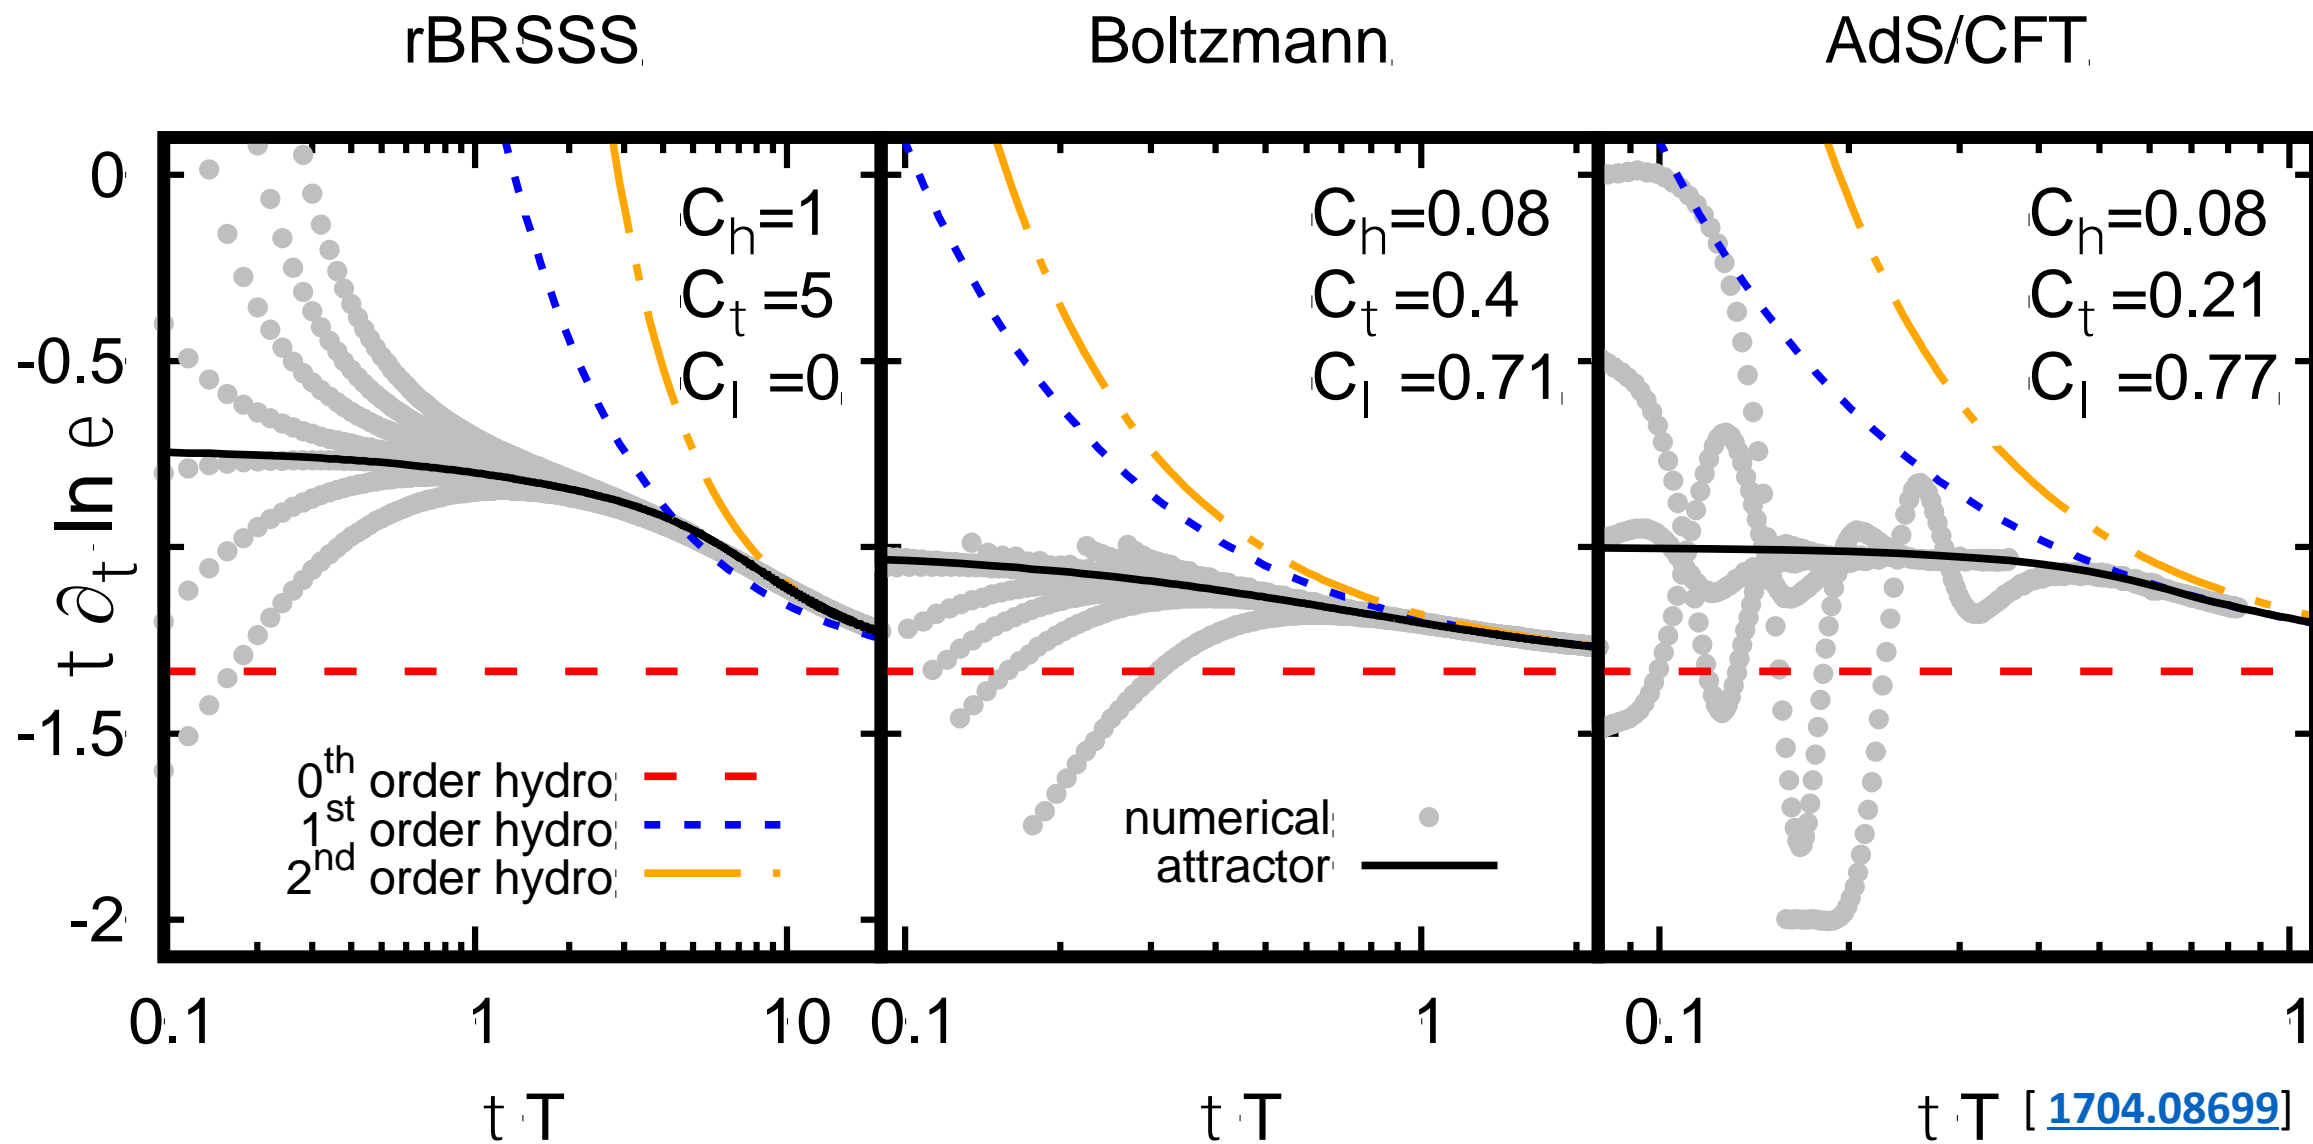 rBRSSS
Boltzmann
AdS/CFT
0
-0.5
-1.5
-2
t ∂t ln e
Ch=1
Ct =5
Cl =0
Ch=0.08
Ct =0.4
Cl =0.71
Ch=0.08
Ct =0.21
Cl =0.77
0th order hydro
1st order hydro
2nd order hydro
numerical
attractor
0.1 1 10
0.1 1
0.1 1
t T
t T
t T [ 1704.08699]